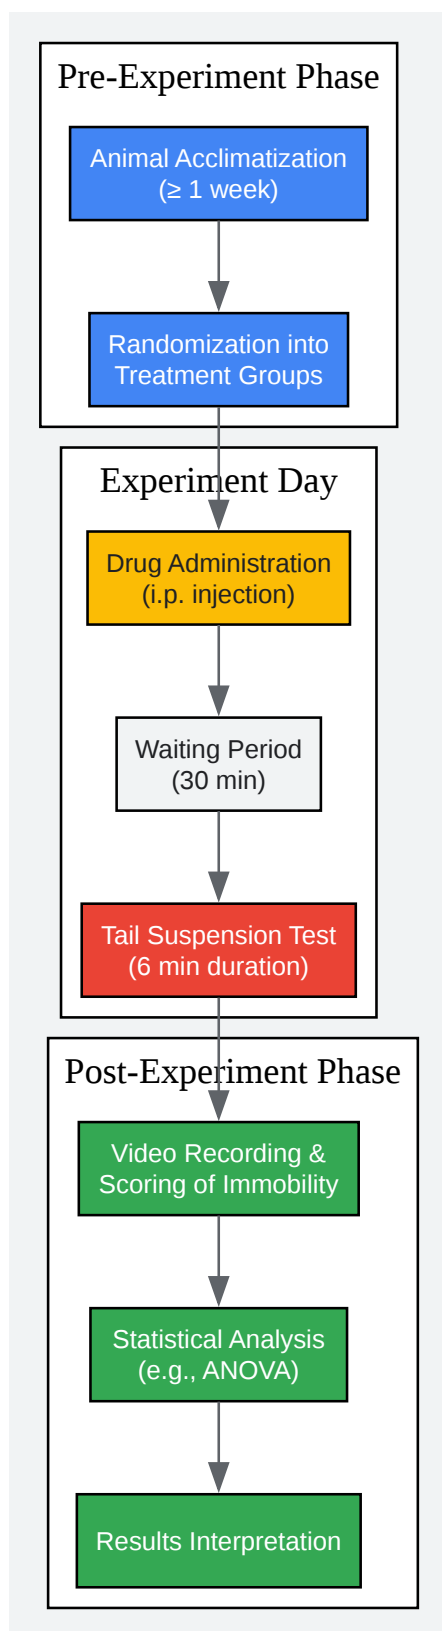 Pre-Experiment Phase
Animal Acclimatization
(≥ 1 week)
Randomization into
Treatment Groups
Experiment Day
Drug Administration
(i.p. injection)
Waiting Period
(30 min)
Tail Suspension Test
(6 min duration)
Post-Experiment Phase
Video Recording &
Scoring of Immobility
Statistical Analysis
(e.g., ANOVA)
Results Interpretation